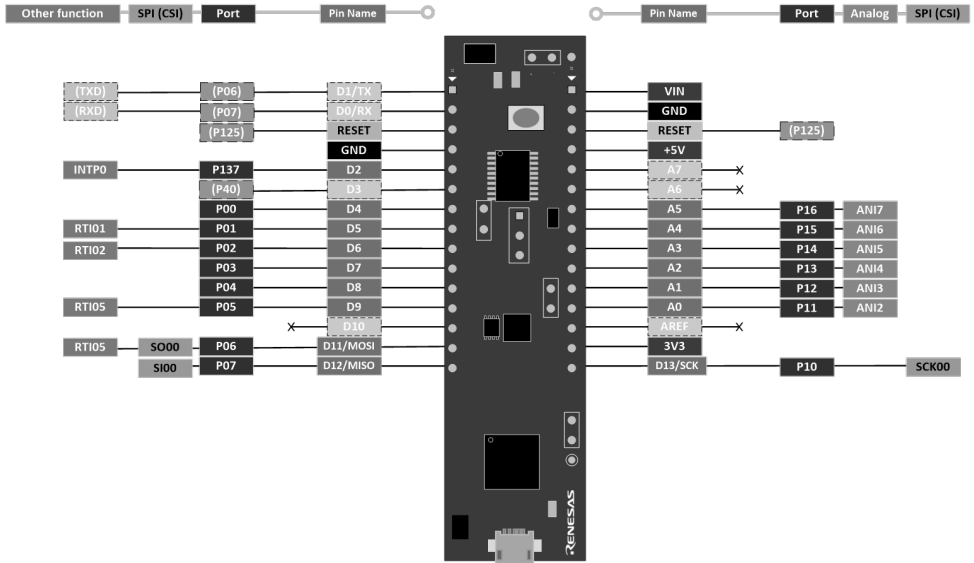 Other function SPI (CSI) Port Pin Name Pin Name Port Analog SPI (CSI)
(TXD) (P06) D1/TX VIN
(RXD) (P07) D0/RX GND
(P125) RESET RESET (P125)
GND +5V
INTP0 P137 D2 A7
(P40) D3 A6
P00 D4 A5 P16 ANI7
RTI01 P01 D5 A4 P15 ANI6
RTI02 P02 D6 A3 P14 ANI5
P03 D7 A2 P13 ANI4
P04 D8 A1 P12 ANI3
RTI05 P05 D9 A0 P11 ANI2
D10 AREF
RTI05 SO00 P06 D11/MOSI 3V3
SI00 P07 D12/MISO D13/SCK P10 SCK00
RENESAS